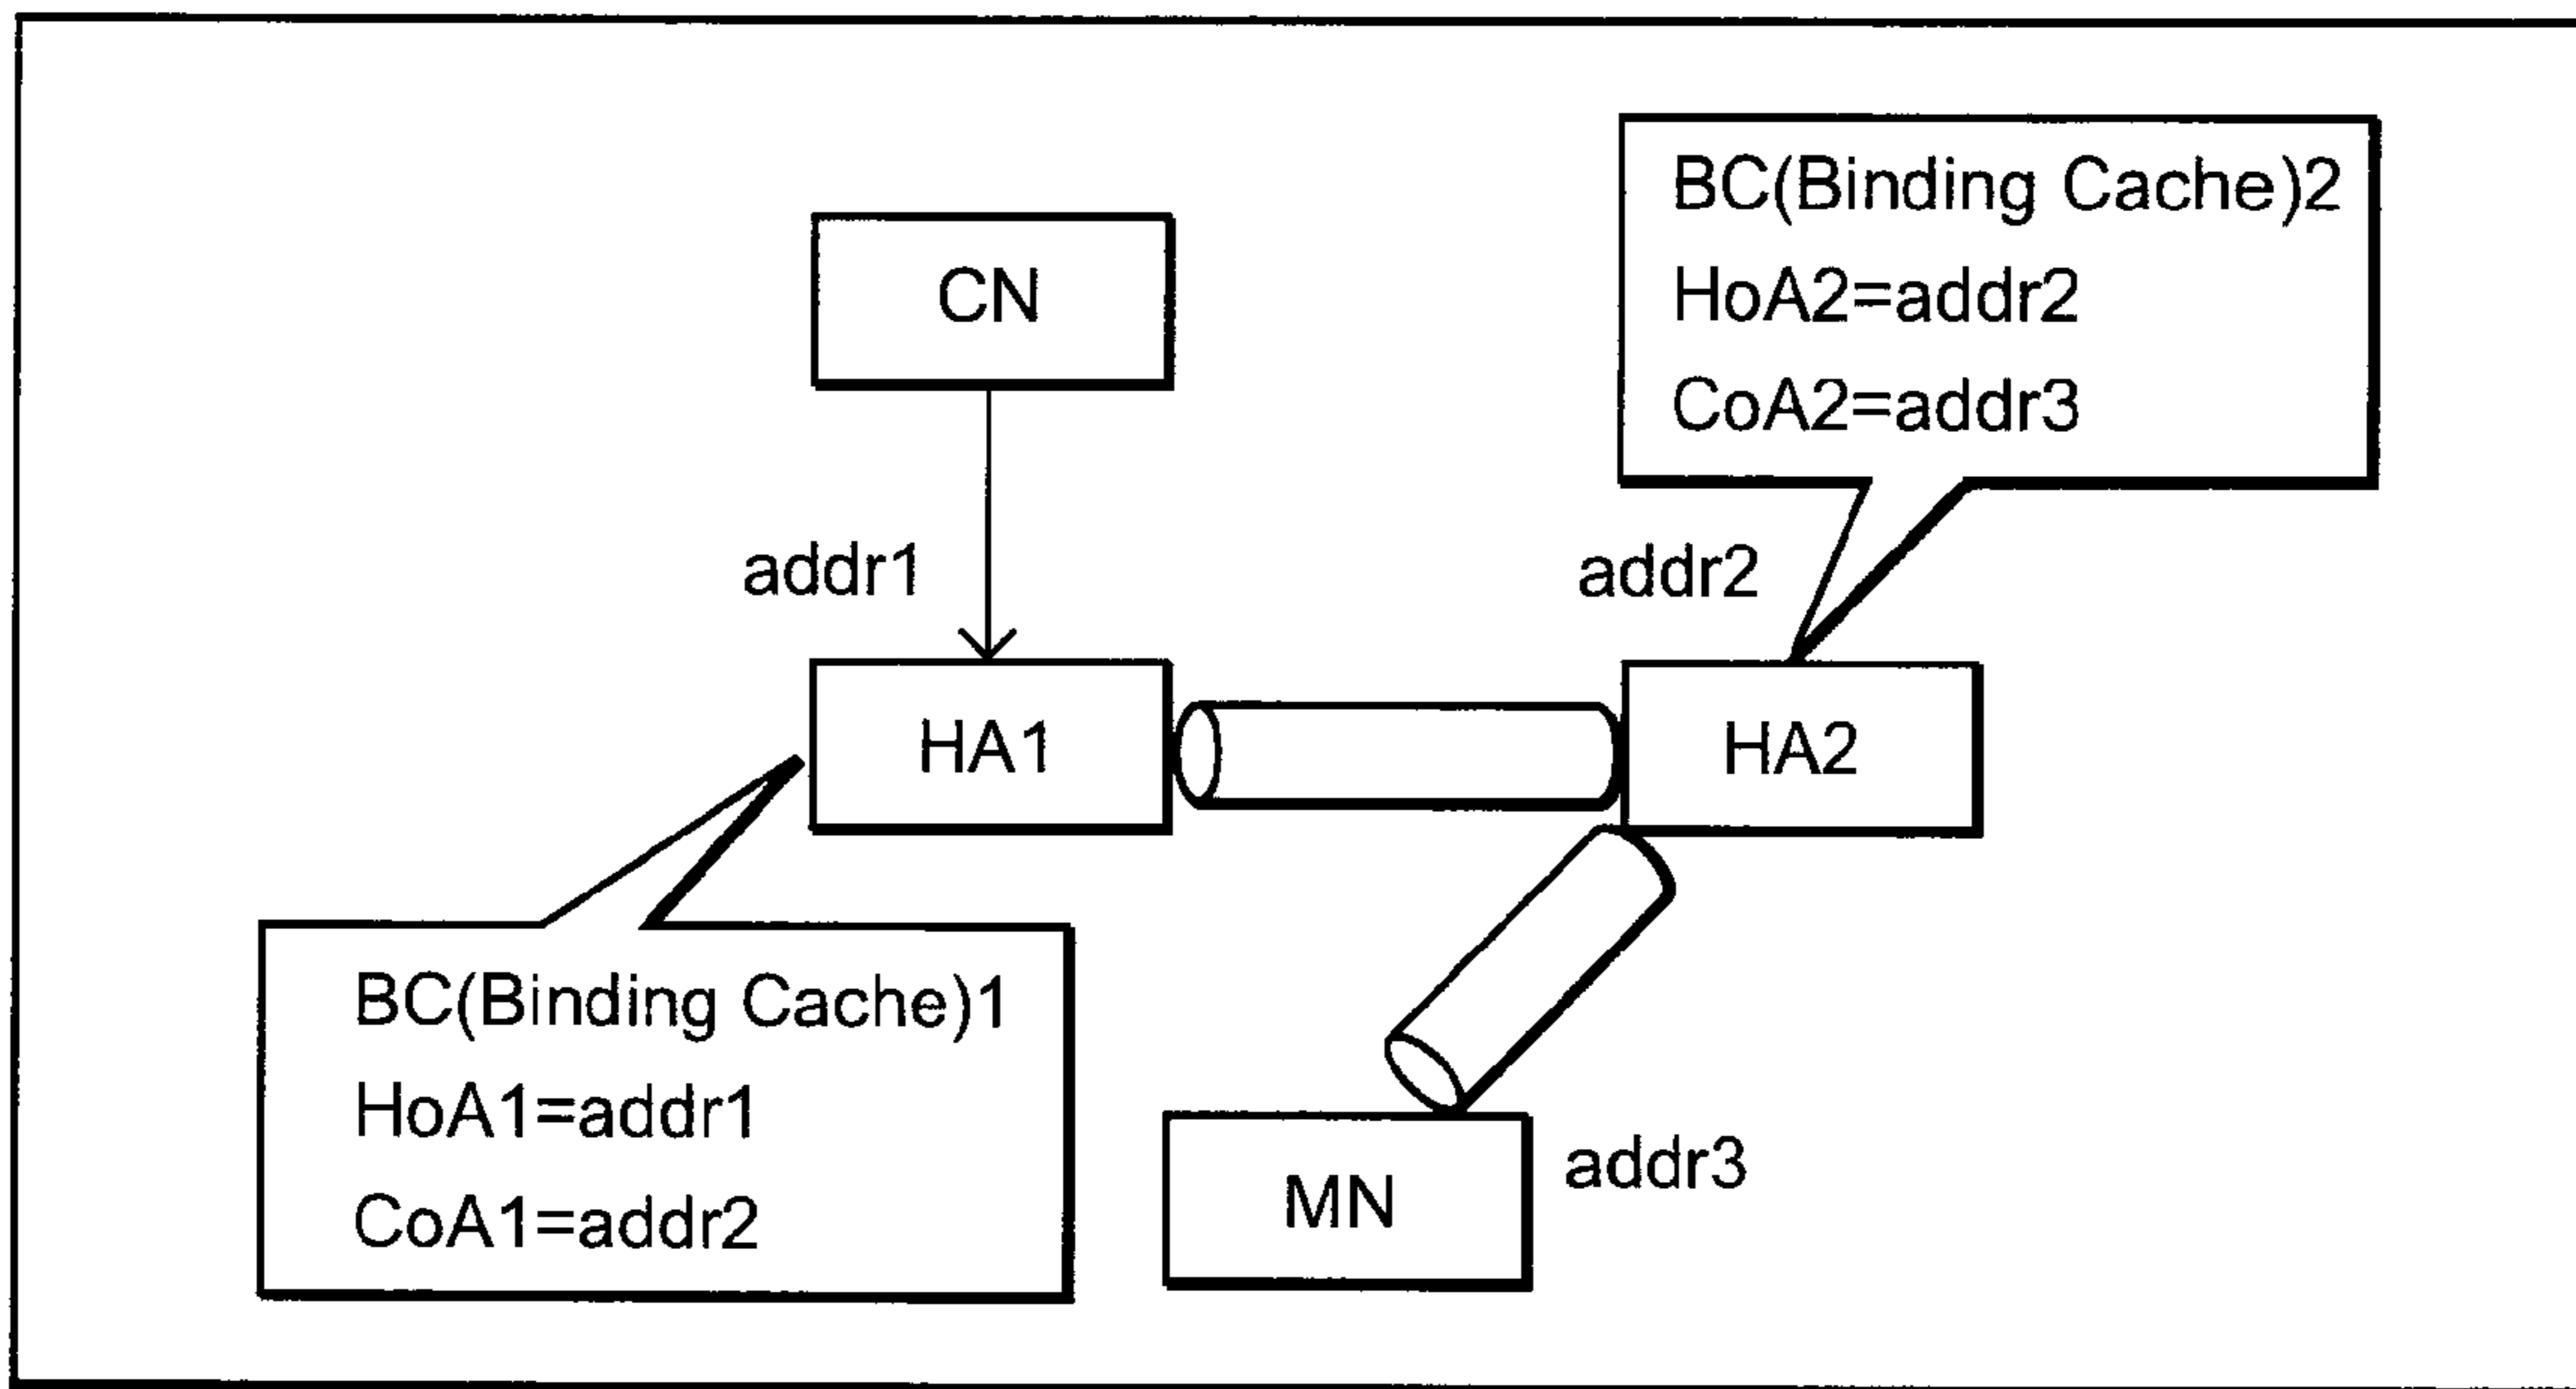 BC(Binding Cache)2
HoA2=addr2
CoA2=addr3
CN
addr1
addr2
HA1
HA2
BC(Binding Cache)1
HoA1=addr1
CoA1=addr2
MN
addr3